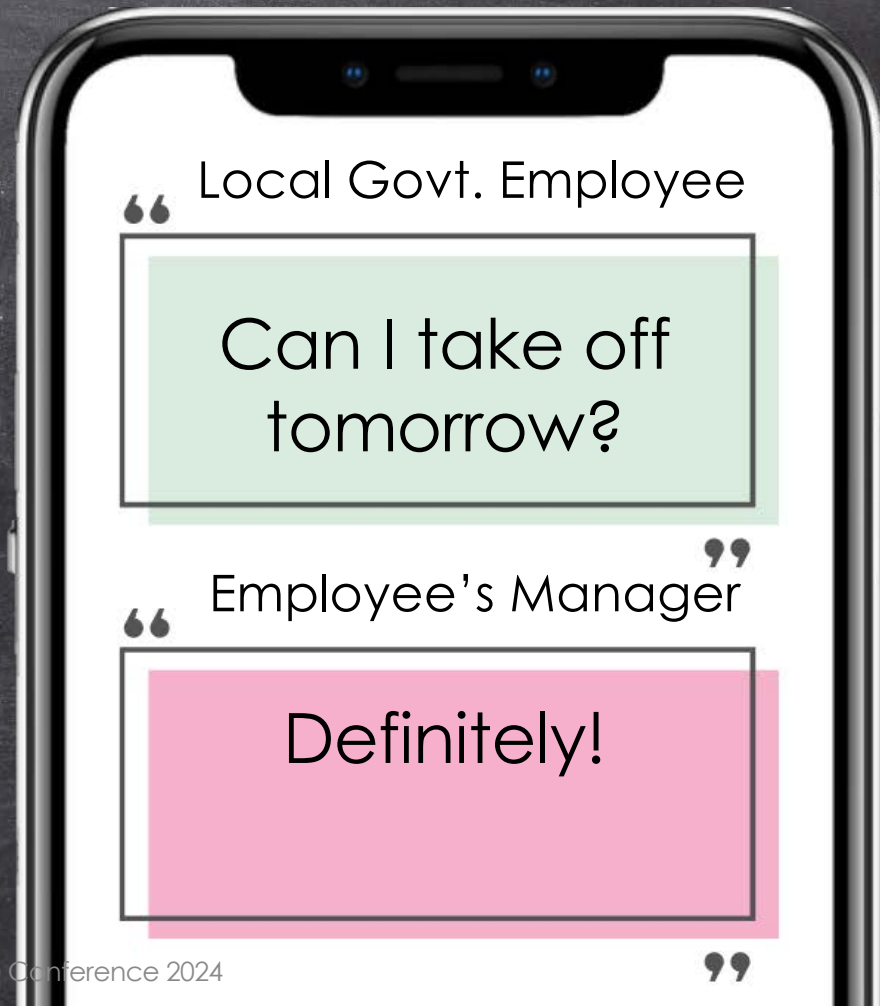 Local Govt. Employee
“
Can I take off
tomorrow?
”
Employee’s Manager
“
Definitely!
”
Conference 2024